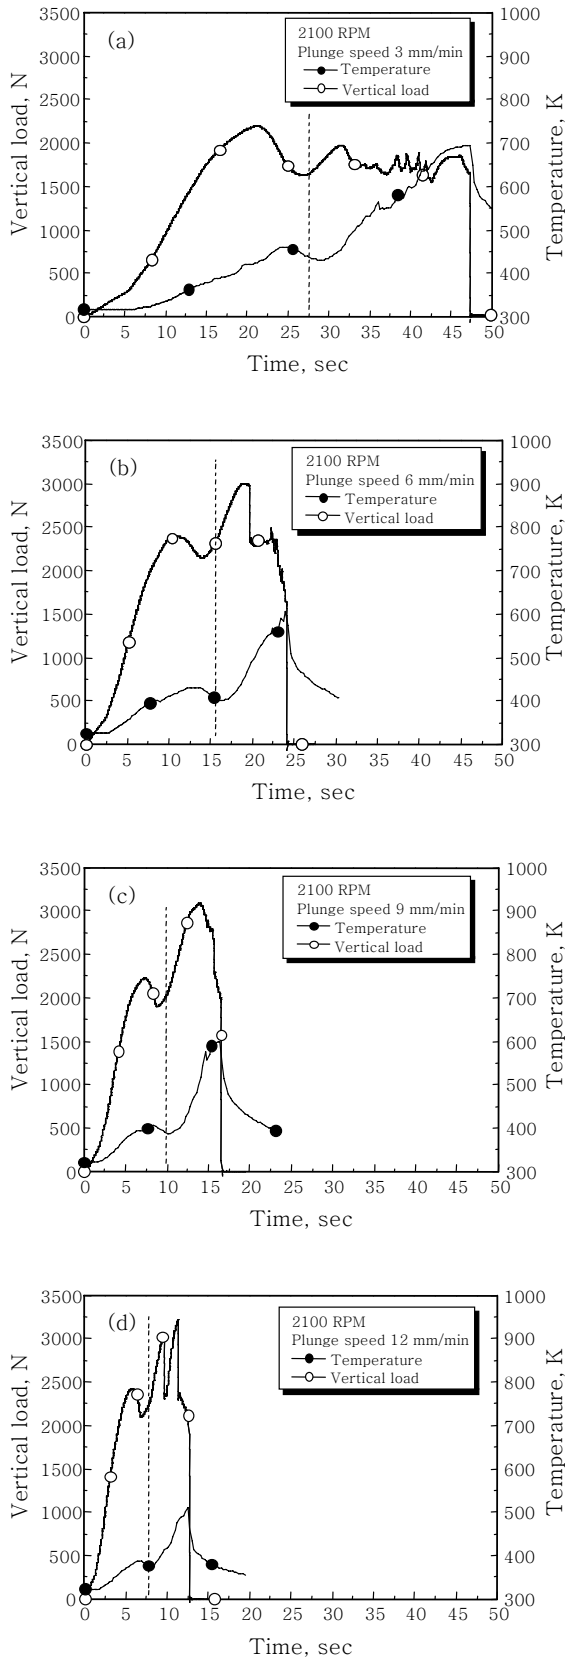 (a)
2100 RPM
Plunge speed 3 mm/min
Temperature
Vertical load
3500
3000
2500
2000
1500
1000
500
0
Vertical load, N
1000
900
800
700
600
500
400
300
Temperature, K
0 5 10 15 20 25 30 35 40 45 50
Time, sec
(b)
2100 RPM
Plunge speed 6 mm/min
Temperature
Vertical load
3500
3000
2500
2000
1500
1000
500
0
Vertical load, N
1000
900
800
700
600
500
400
300
Temperature, K
0 5 10 15 20 25 30 35 40 45 50
Time, sec
(c)
2100 RPM
Plunge speed 9 mm/min
Temperature
Vertical load
3500
3000
2500
2000
1500
1000
500
0
Vertical load, N
1000
900
800
700
600
500
400
300
Temperature, K
0 5 10 15 20 25 30 35 40 45 50
Time, sec
(d)
2100 RPM
Plunge speed 12 mm/min
Temperature
Vertical load
3500
3000
2500
2000
1500
1000
500
0
Vertical load, N
1000
900
800
700
600
500
400
300
Temperature, K
0 5 10 15 20 25 30 35 40 45 50
Time, sec